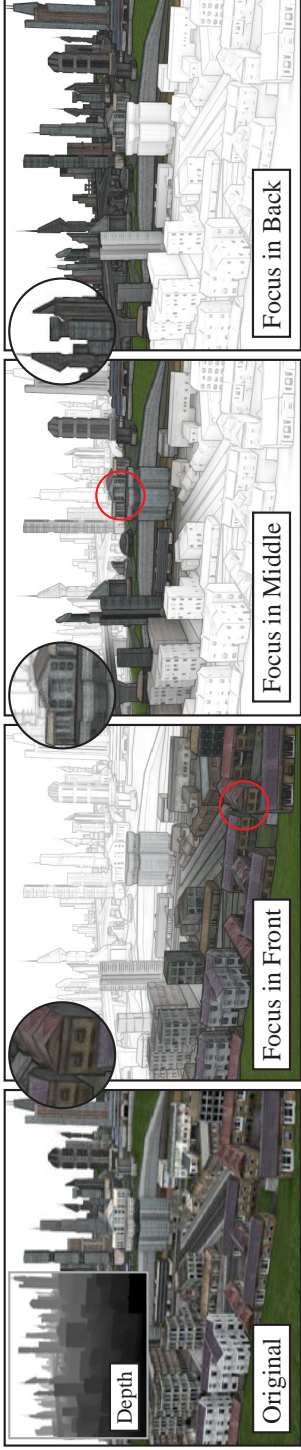 Depth
Original
Focus in Front
Focus in Middle
Focus in Back